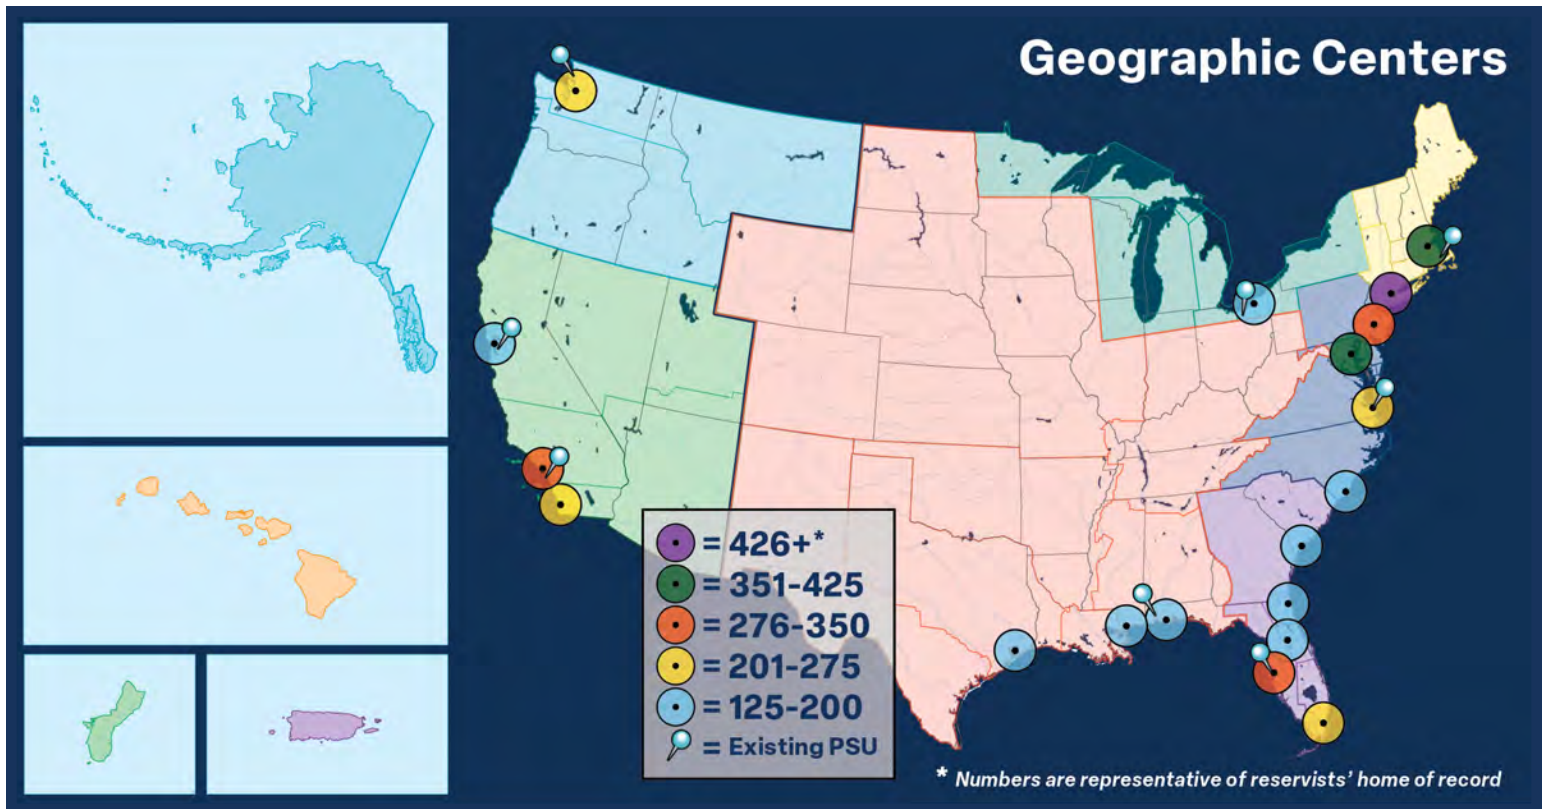 Geographic Centers
= 426+*
= 351-425
= 276-350
= 201-275
= 125-200
= Existing PSU
* Numbers are representative of reservists' home of record